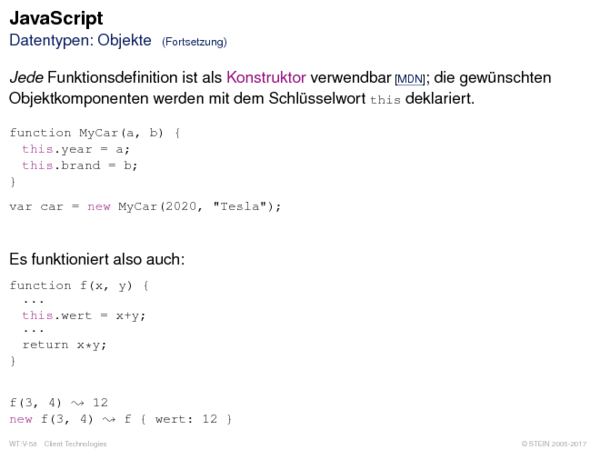 JavaScript
Datentypen: Objekte (Fortsetzung)
Jede Funktionsdefinition ist als Konstruktor verwendbar [MDN]; die gewünschten
Objektkomponenten werden mit dem Schlüsselwort this deklariert.
function MyCar(a, b) {
this.year = a;
this.brand = b;
}
var car = new MyCar(2020, "Tesla");
Es funktioniert also auch:
function f(x, y) {
...
this.wert = x+y;
...
return x*y;
}
f(3, 4) ⤳ 12
new f(3, 4) ⤳ f { wert: 12 }
WT:V-58 Client Technologies © STEIN 2005-2017